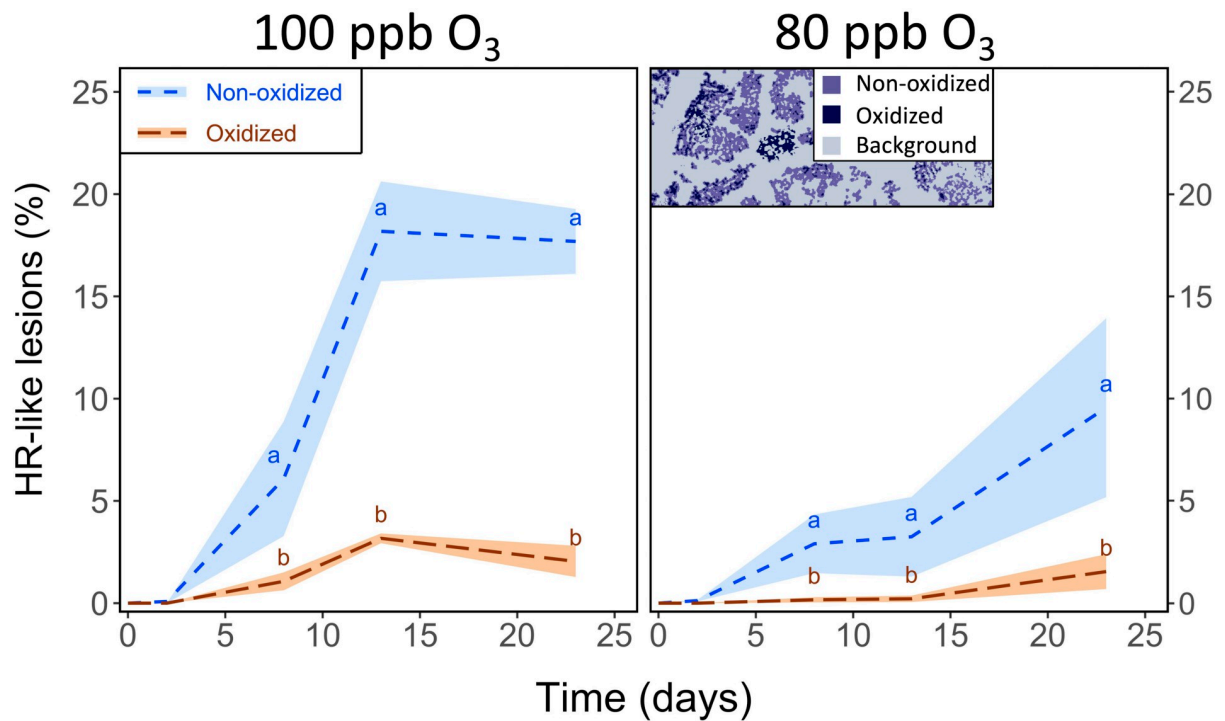 100 ppb O₃
80 ppb O₃
HR-like lesions (%)
25
20
15
10
5
0
Non-oxidized
Oxidized
a
a
a
b
b
b
0 5 10 15 20 25
Non-oxidized
Oxidized
Background
a
a
a
b
b
b
25
20
15
10
5
0
0 5 10 15 20 25
Time (days)